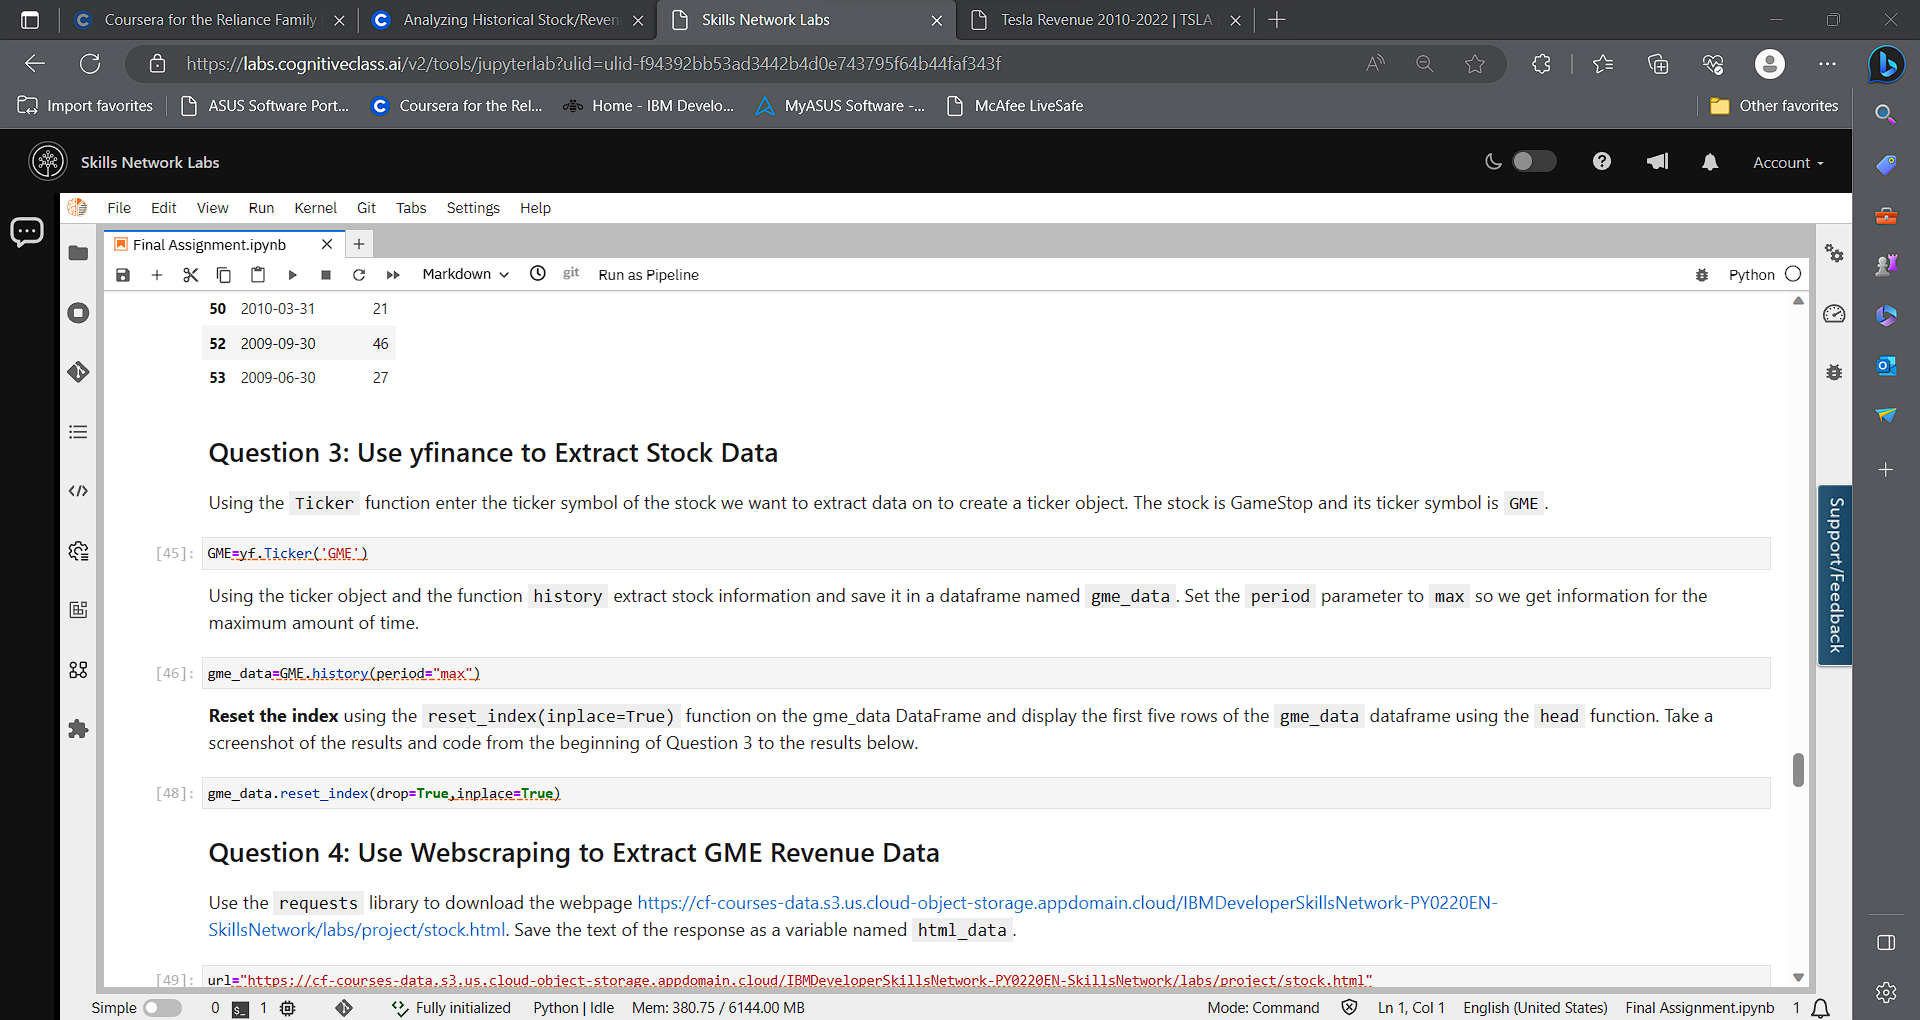 Coursera for the Reliance Family
Analyzing Historical Stock/Reven
Skills Network Labs
Tesla Revenue 2010-2022 | TSLA
https://labs.cognitiveclass.ai/v2/tools/jupyterlab?ulid=ulid-f94392bb53ad3442b4d0e743795f64b44faf343f
Import favorites
ASUS Software Port...
Coursera for the Rel...
Home - IBM Develo...
MyASUS Software -...
McAfee LiveSafe
Other favorites
Skills Network Labs
Account
File Edit View Run Kernel Git Tabs Settings Help
Final Assignment.ipynb
Markdown
git
Run as Pipeline
Python
50 2010-03-31 21
52 2009-09-30 46
53 2009-06-30 27
Question 3: Use yfinance to Extract Stock Data
Using the Ticker function enter the ticker symbol of the stock we want to extract data on to create a ticker object. The stock is GameStop and its ticker symbol is GME .
[45]: GME=yf.Ticker('GME')
Using the ticker object and the function history extract stock information and save it in a dataframe named gme_data . Set the period parameter to max so we get information for the
maximum amount of time.
[46]: gme_data=GME.history(period="max")
Reset the index using the reset_index(inplace=True) function on the gme_data DataFrame and display the first five rows of the gme_data dataframe using the head function. Take a
screenshot of the results and code from the beginning of Question 3 to the results below.
[48]: gme_data.reset_index(drop=True,inplace=True)
Question 4: Use Webscraping to Extract GME Revenue Data
Use the requests library to download the webpage https://cf-courses-data.s3.us.cloud-object-storage.appdomain.cloud/IBMDeveloperSkillsNetwork-PY0220EN-
SkillsNetwork/labs/project/stock.html. Save the text of the response as a variable named html_data .
[49]: url="https://cf-courses-data.s3.us.cloud-object-storage.appdomain.cloud/IBMDeveloperSkillsNetwork-PY0220EN-SkillsNetwork/labs/project/stock.html"
Support/Feedback
Simple 0 1 Fully initialized Python | Idle Mem: 380.75 / 6144.00 MB Mode: Command Ln 1, Col 1 English (United States) Final Assignment.ipynb 1